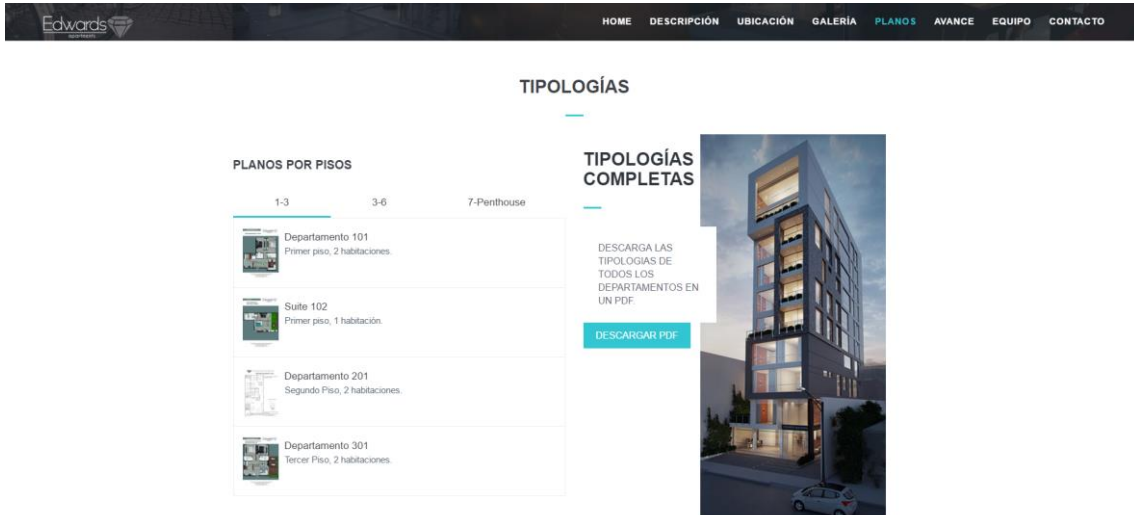 Edwards
apartments
HOME DESCRIPCIÓN UBICACIÓN GALERÍA PLANOS AVANCE EQUIPO CONTACTO
TIPOLOGÍAS
PLANOS POR PISOS
1-3 3-6 7-Penthouse
Departamento 101
Primer piso, 2 habitaciones.
Suite 102
Primer piso, 1 habitación.
Departamento 201
Segundo Piso, 2 habitaciones.
Departamento 301
Tercer Piso, 2 habitaciones.
TIPOLOGÍAS
COMPLETAS
DESCARGA LAS
TIPOLOGIAS DE
TODOS LOS
DEPARTAMENTOS EN
UN PDF.
DESCARGAR PDF